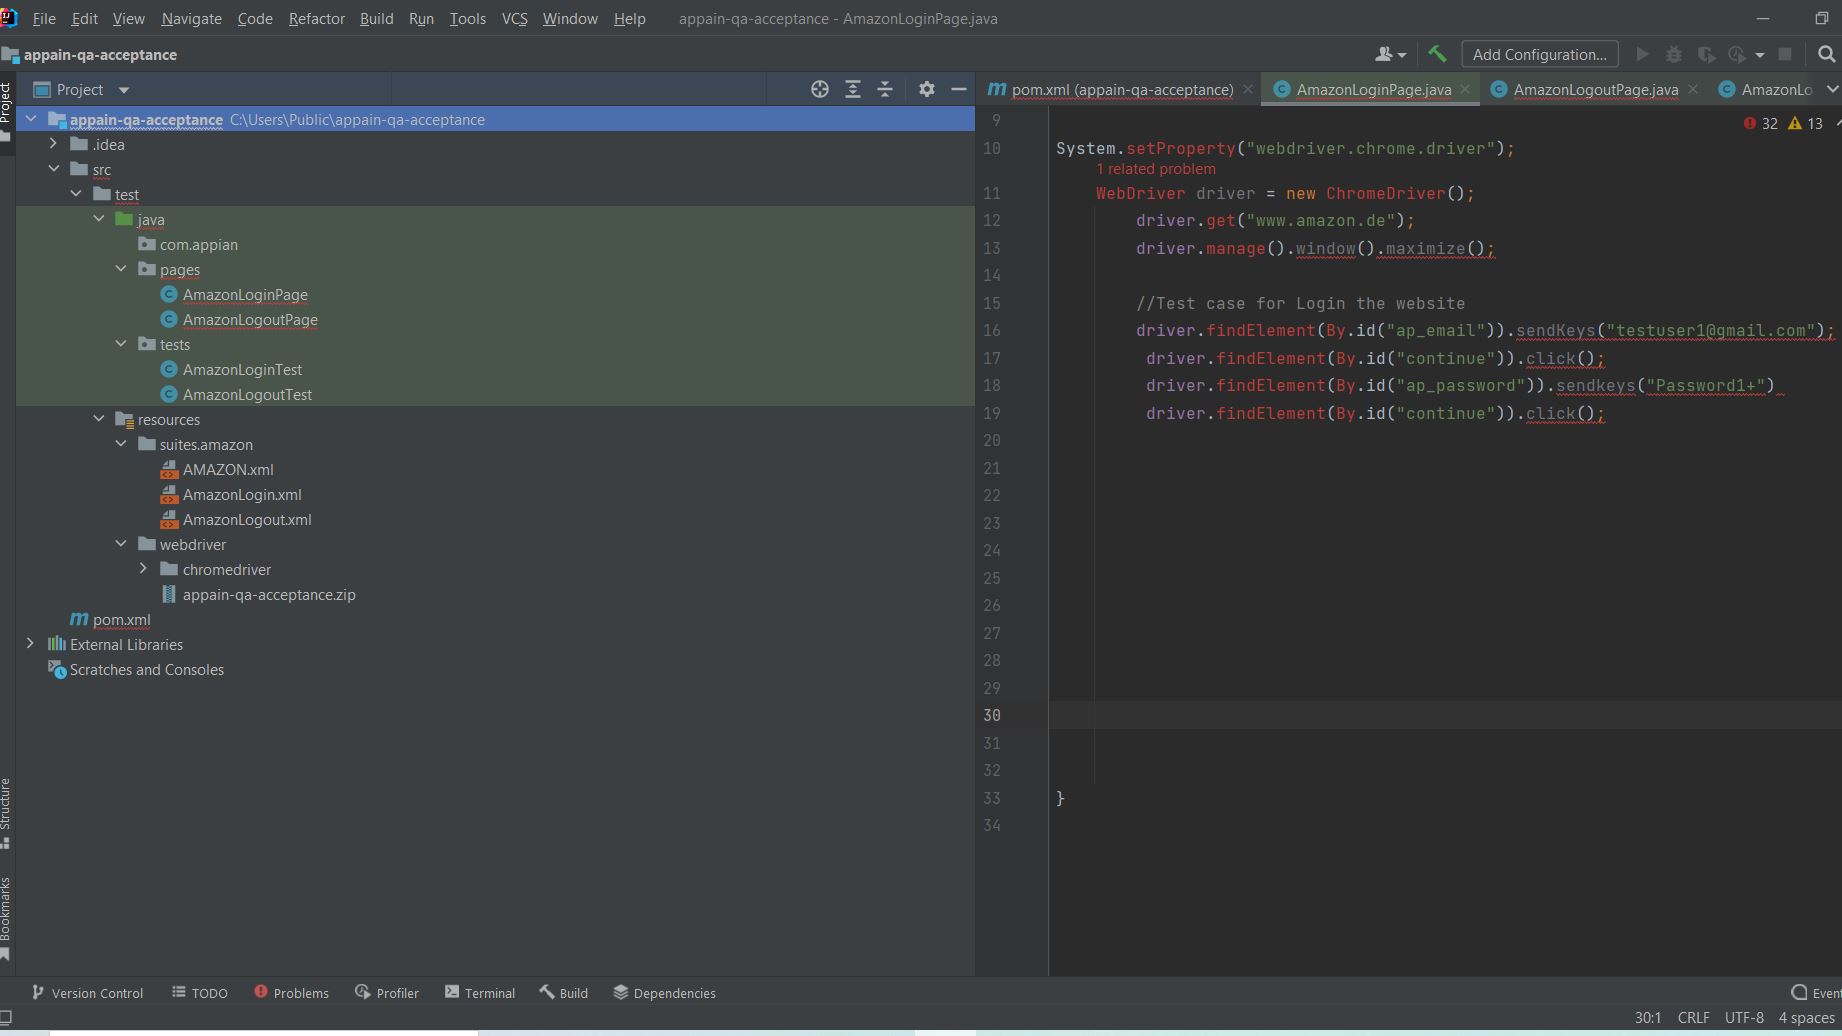 File Edit View Navigate Code Refactor Build Run Tools VCS Window Help appain-qa-acceptance - AmazonLoginPage.java
appain-qa-acceptance
Add Configuration...
Project
Project
pom.xml (appain-qa-acceptance)
AmazonLoginPage.java
AmazonLogoutPage.java
AmazonLo
appain-qa-acceptance C:\Users\Public\appain-qa-acceptance
.idea
src
test
java
com.appian
pages
AmazonLoginPage
AmazonLogoutPage
tests
AmazonLoginTest
AmazonLogoutTest
resources
suites.amazon
AMAZON.xml
AmazonLogin.xml
AmazonLogout.xml
webdriver
chromedriver
appain-qa-acceptance.zip
pom.xml
External Libraries
Scratches and Consoles
32 13
9
10 System.setProperty("webdriver.chrome.driver");
1 related problem
11 WebDriver driver = new ChromeDriver();
12 driver.get("www.amazon.de");
13 driver.manage().window().maximize();
14
15 //Test case for Login the website
16 driver.findElement(By.id("ap_email")).sendKeys("testuser1@gmail.com");
17 driver.findElement(By.id("continue")).click();
18 driver.findElement(By.id("ap_password")).sendkeys("Password1+")
19 driver.findElement(By.id("continue")).click();
20
21
22
23
24
25
26
27
28
29
30
31
32
33 }
34
Structure
Bookmarks
Version Control TODO Problems Profiler Terminal Build Dependencies Event
30:1 CRLF UTF-8 4 spaces